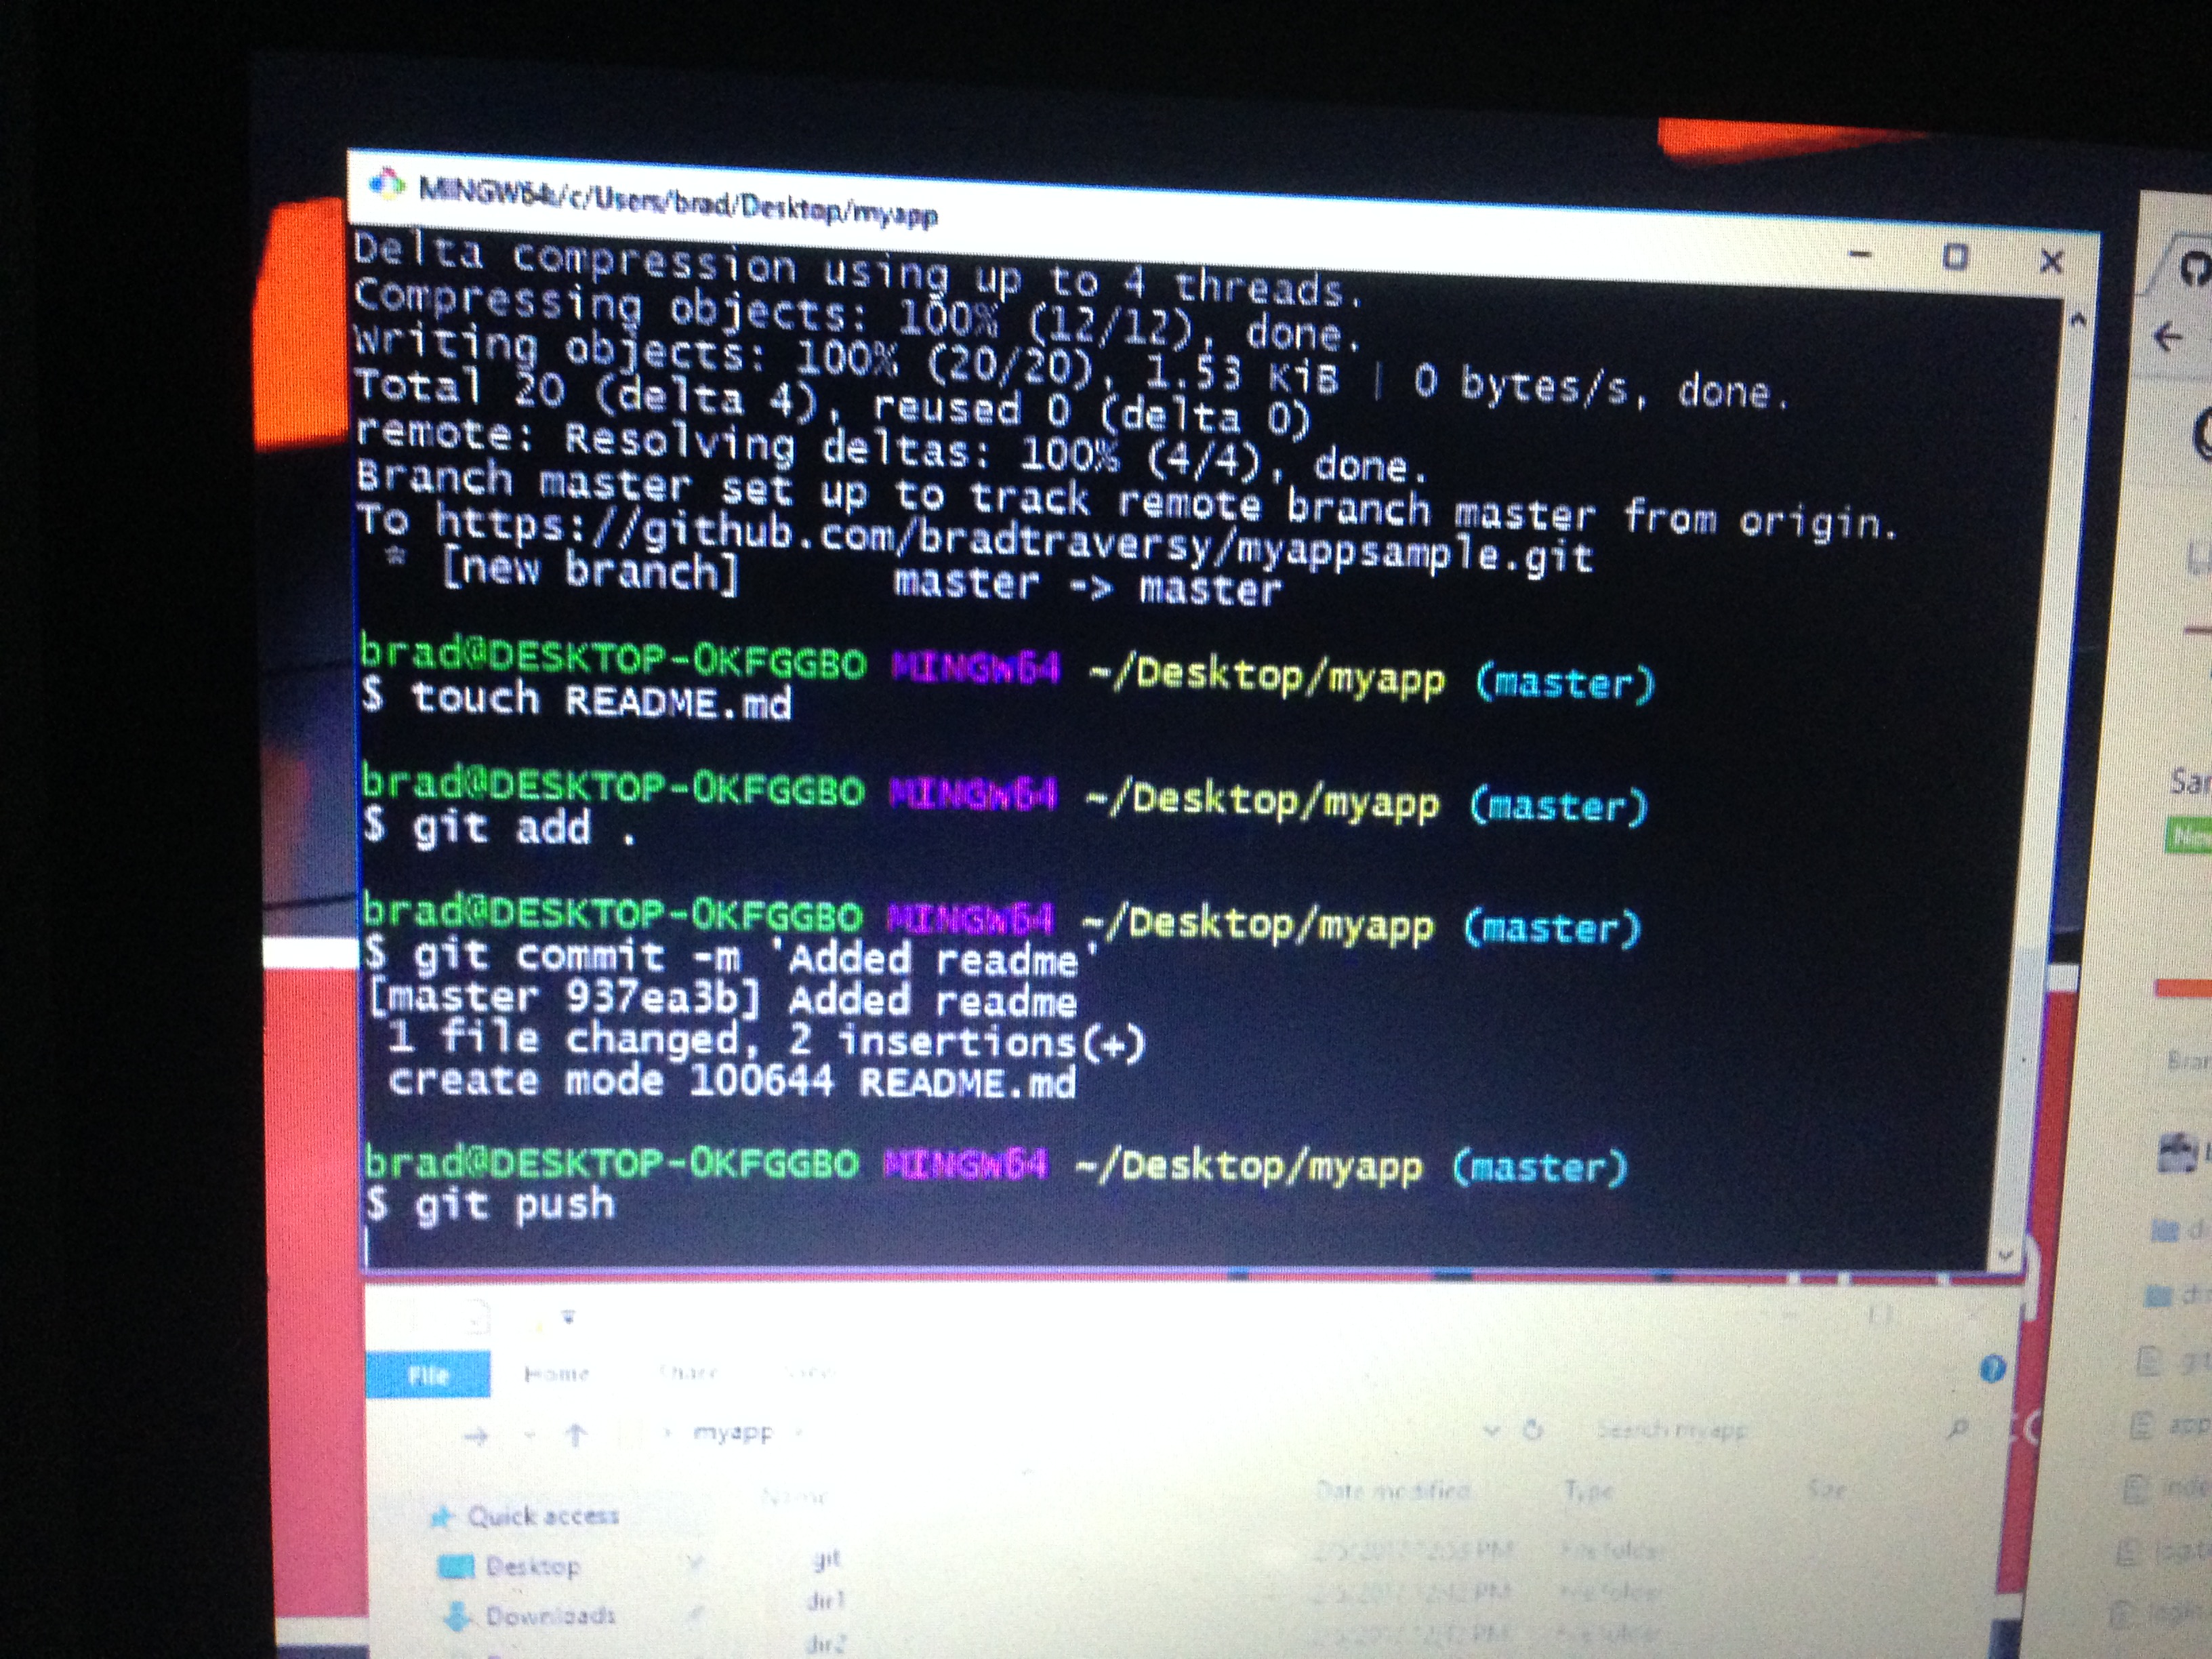 MINGW64:/c/Users/brad/Desktop/myapp
Delta compression using up to 4 threads.
Compressing objects: 100% (12/12), done.
Writing objects: 100% (20/20), 1.53 KiB | 0 bytes/s, done.
Total 20 (delta 4), reused 0 (delta 0)
remote: Resolving deltas: 100% (4/4), done.
Branch master set up to track remote branch master from origin.
To https://github.com/bradtraversy/myappsample.git
* [new branch] master -> master
brad@DESKTOP-0KFGGB0 MINGW64 ~/Desktop/myapp (master)
$ touch README.md
brad@DESKTOP-0KFGGB0 MINGW64 ~/Desktop/myapp (master)
$ git add .
brad@DESKTOP-0KFGGB0 MINGW64 ~/Desktop/myapp (master)
$ git commit -m 'Added readme'
[master 937ea3b] Added readme
1 file changed, 2 insertions(+)
create mode 100644 README.md
brad@DESKTOP-0KFGGB0 MINGW64 ~/Desktop/myapp (master)
$ git push
File Home Share
myapp Search myapp
Name Date modified Type Size
Quick access
Desktop git
Downloads dir1
dir2